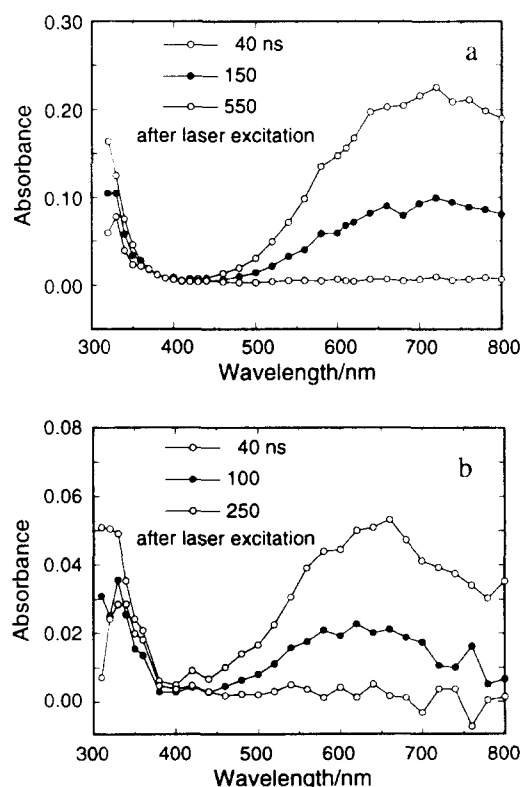 a
0.30
0.20
0.10
0.00
Absorbance
40 ns
150
550
after laser excitation
300 400 500 600 700 800
Wavelength/nm
b
0.08
0.06
0.04
0.02
0.00
Absorbance
40 ns
100
250
after laser excitation
300 400 500 600 700 800
Wavelength/nm